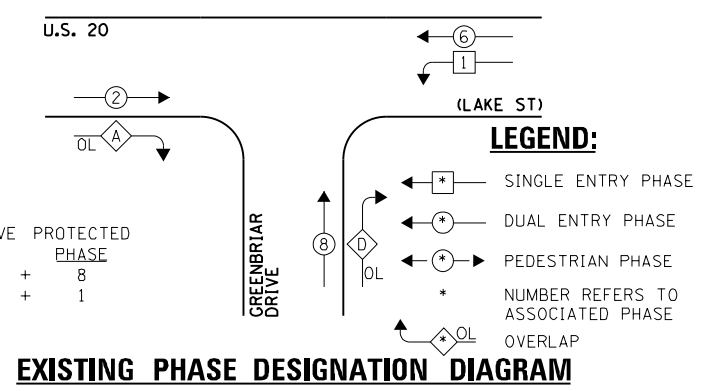 U.S. 20
6
1
2
(LAKE ST)
OL A
LEGEND:
* SINGLE ENTRY PHASE
* DUAL ENTRY PHASE
* PEDESTRIAN PHASE
* NUMBER REFERS TO
ASSOCIATED PHASE
* OL OVERLAP
PROTECTED
PHASE
+ 8
+ 1
GREENBRIAR
DRIVE
8
D
OL
EXISTING PHASE DESIGNATION DIAGRAM